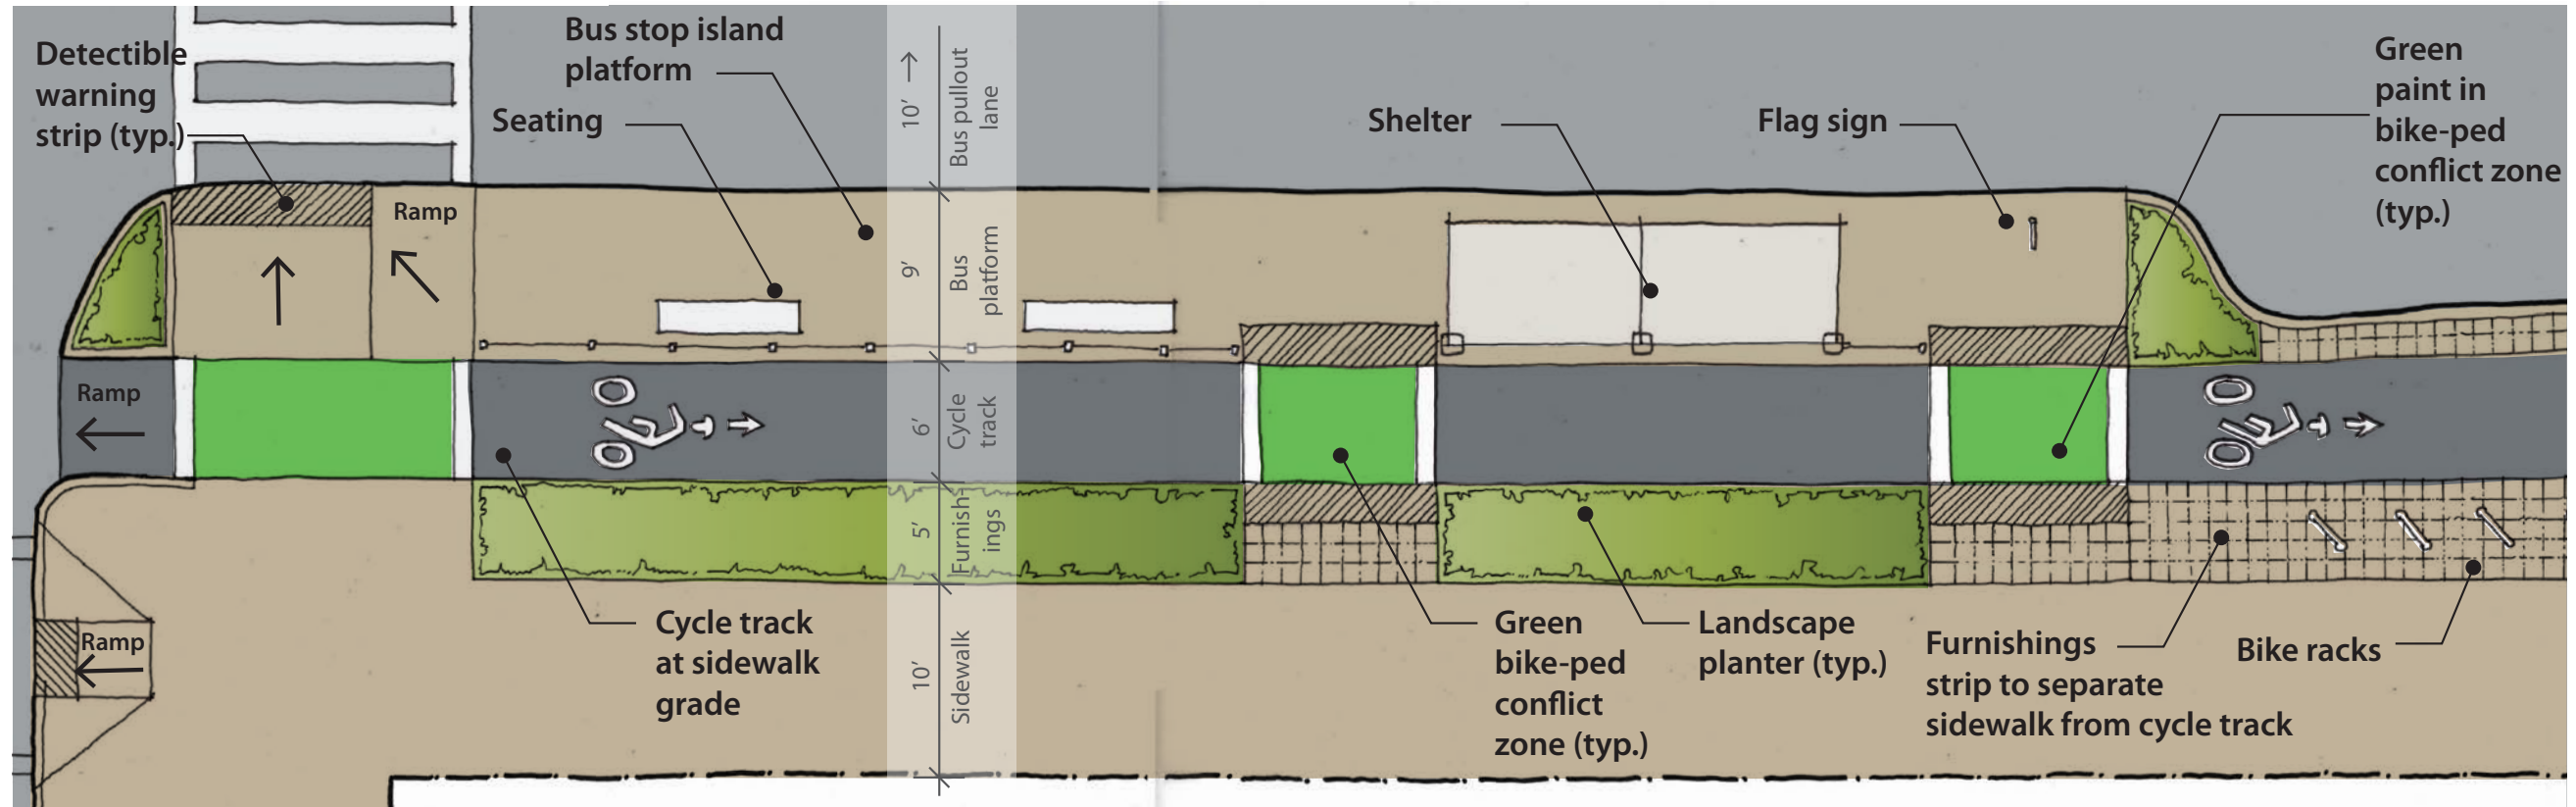 Detectible
warning
strip (typ.)
Bus stop island
platform
Seating
10’
Bus pullout
lane
Shelter
Flag sign
Green
paint in
bike-ped
conflict zone
(typ.)
Ramp
9’
Bus
platform
Ramp
6’
Cycle
track
5’
Furnish-
ings
10’
Sidewalk
Ramp
Cycle track
at sidewalk
grade
Green
bike-ped
conflict
zone (typ.)
Landscape
planter (typ.)
Furnishings
strip to separate
sidewalk from cycle track
Bike racks